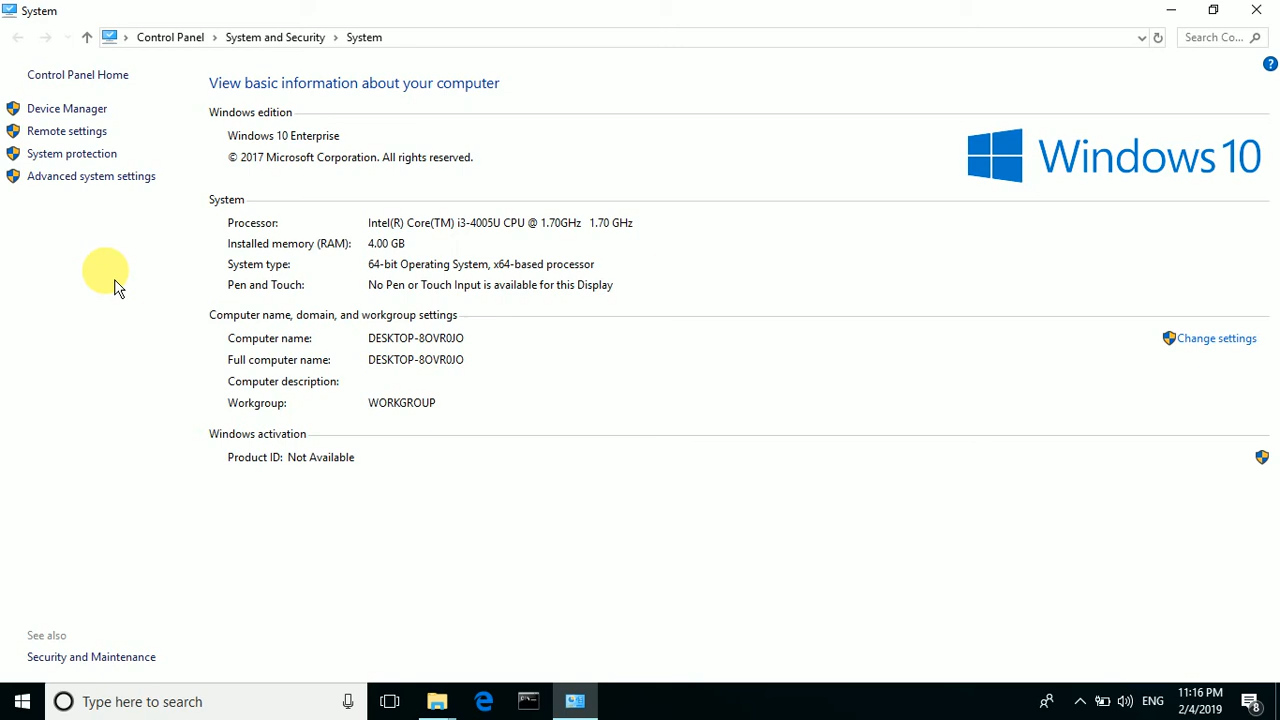 System
Control Panel > System and Security > System
Search Co...
Control Panel Home
Device Manager
Remote settings
System protection
Advanced system settings
View basic information about your computer
Windows edition
Windows 10 Enterprise
© 2017 Microsoft Corporation. All rights reserved.
Windows 10
System
Processor: Intel(R) Core(TM) i3-4005U CPU @ 1.70GHz 1.70 GHz
Installed memory (RAM): 4.00 GB
System type: 64-bit Operating System, x64-based processor
Pen and Touch: No Pen or Touch Input is available for this Display
Computer name, domain, and workgroup settings
Computer name: DESKTOP-8OVR0JO
Change settings
Full computer name: DESKTOP-8OVR0JO
Computer description:
Workgroup: WORKGROUP
Windows activation
Product ID: Not Available
See also
Security and Maintenance
Type here to search
ENG
11:16 PM
2/4/2019
8